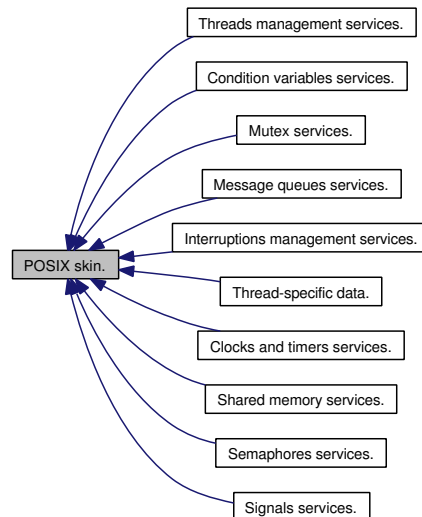 Threads management services.
Condition variables services.
Mutex services.
Message queues services.
Interruptions management services.
POSIX skin.
Thread-specific data.
Clocks and timers services.
Shared memory services.
Semaphores services.
Signals services.